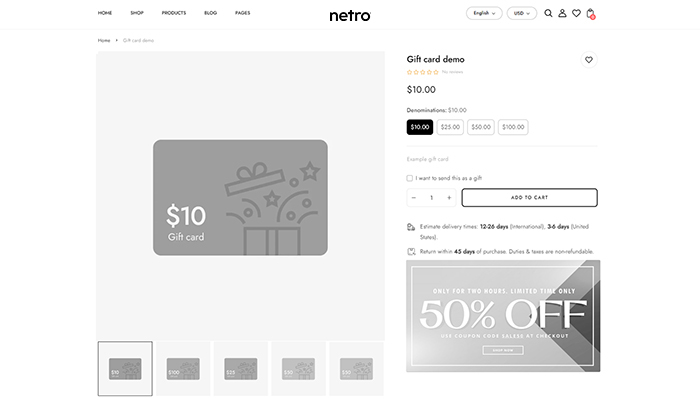 HOME SHOP PRODUCTS BLOG PAGES
netro
English USD
Home Gift card demo
Gift card demo
No reviews
$10.00
Denominations: $10.00
$10.00 $25.00 $50.00 $100.00
Example gift card
I want to send this as a gift
− 1 +
ADD TO CART
$10
Gift card
Estimate delivery times: 12-26 days (International), 3-6 days (United
States).
Return within 45 days of purchase. Duties & taxes are non-refundable.
ONLY FOR TWO HOURS. LIMITED TIME ONLY
50% OFF
USE COUPON CODE SALE50 AT CHECKOUT
SHOP NOW
$10 $100 $25 $50